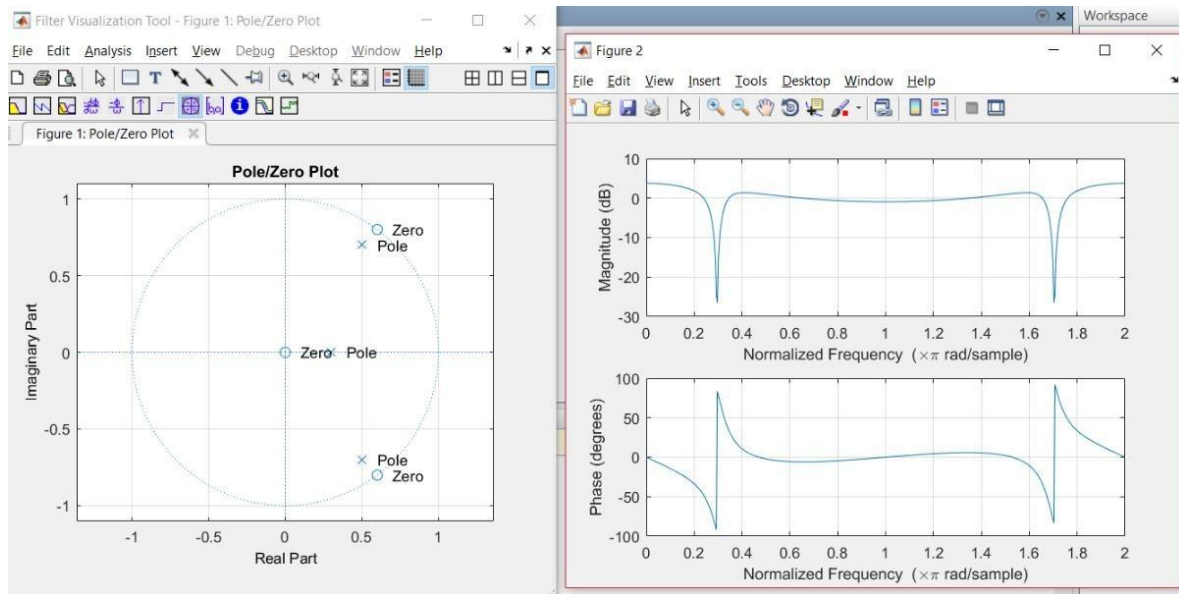 Filter Visualization Tool - Figure 1: Pole/Zero Plot
File Edit Analysis Insert View Debug Desktop Window Help
Figure 1: Pole/Zero Plot
Pole/Zero Plot
Imaginary Part
1
0.5
0
-0.5
-1
Zero
Pole
Zero Pole
Pole
Zero
-1 -0.5 0 0.5 1
Real Part
Workspace
Figure 2
File Edit View Insert Tools Desktop Window Help
Magnitude (dB)
10
0
-10
-20
-30
0 0.2 0.4 0.6 0.8 1 1.2 1.4 1.6 1.8 2
Normalized Frequency (×π rad/sample)
Phase (degrees)
100
50
0
-50
-100
0 0.2 0.4 0.6 0.8 1 1.2 1.4 1.6 1.8 2
Normalized Frequency (×π rad/sample)